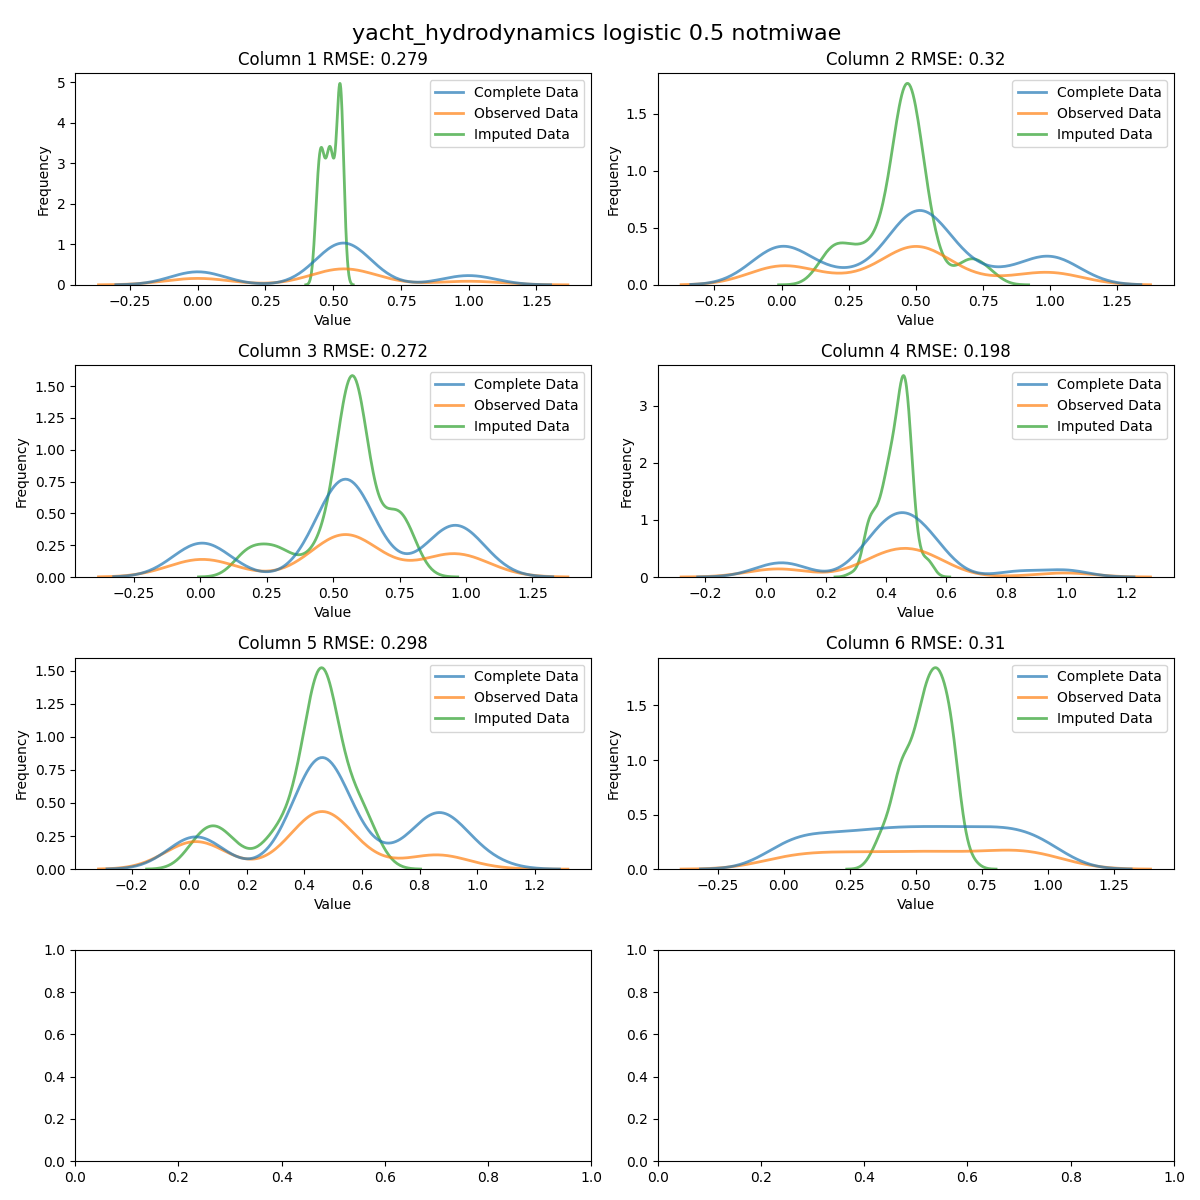 yacht_hydrodynamics logistic 0.5 notmiwae
Column 1 RMSE: 0.279
5
4
3
2
1
0
Frequency
Complete Data
Observed Data
Imputed Data
−0.25 0.00 0.25 0.50 0.75 1.00 1.25
Value
Column 2 RMSE: 0.32
1.5
1.0
0.5
0.0
Frequency
Complete Data
Observed Data
Imputed Data
−0.25 0.00 0.25 0.50 0.75 1.00 1.25
Value
Column 3 RMSE: 0.272
1.50
1.25
1.00
0.75
0.50
0.25
0.00
Frequency
Complete Data
Observed Data
Imputed Data
−0.25 0.00 0.25 0.50 0.75 1.00 1.25
Value
Column 4 RMSE: 0.198
3
2
1
0
Frequency
Complete Data
Observed Data
Imputed Data
−0.2 0.0 0.2 0.4 0.6 0.8 1.0 1.2
Value
Column 5 RMSE: 0.298
1.50
1.25
1.00
0.75
0.50
0.25
0.00
Frequency
Complete Data
Observed Data
Imputed Data
−0.2 0.0 0.2 0.4 0.6 0.8 1.0 1.2
Value
Column 6 RMSE: 0.31
1.5
1.0
0.5
0.0
Frequency
Complete Data
Observed Data
Imputed Data
−0.25 0.00 0.25 0.50 0.75 1.00 1.25
Value
1.0
0.8
0.6
0.4
0.2
0.0
0.0 0.2 0.4 0.6 0.8 1.0
1.0
0.8
0.6
0.4
0.2
0.0
0.0 0.2 0.4 0.6 0.8 1.0